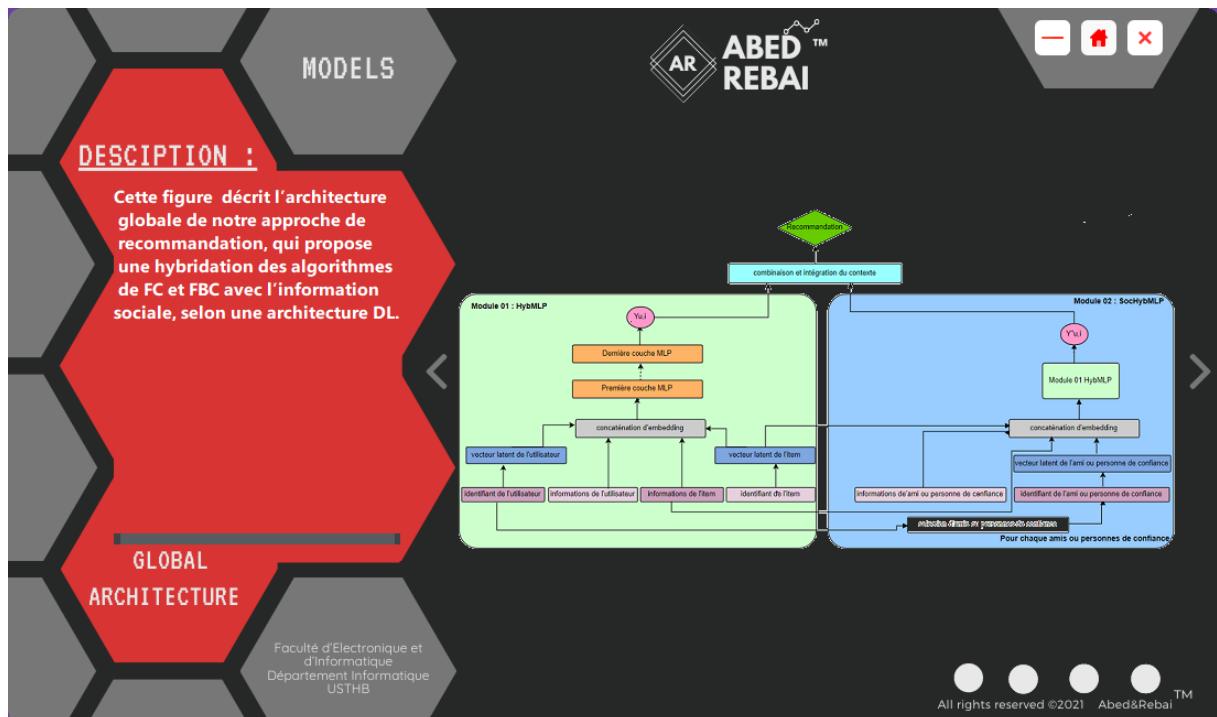 MODELS
AR
ABED
REBAI
TM
DESCIPTION :
Cette figure décrit l'architecture
globale de notre approche de
recommandation, qui propose
une hybridation des algorithmes
de FC et FBC avec l'information
sociale, selon une architecture DL.
GLOBAL
ARCHITECTURE
Faculté d'Electronique et
d'Informatique
Département Informatique
USTHB
Recommandation
combinaison et intégration du contexte
Module 01 : HybMLP
Yu,i
Dernière couche MLP
Première couche MLP
concaténation d'embedding
vecteur latent de l'utilisateur
vecteur latent de l'item
identifiant de l'utilisateur
informations de l'utilisateur
Informations de l'item
identifiant de l'item
Module 02 : SocHybMLP
Y'u,i
Module 01 HybMLP
concaténation d'embedding
vecteur latent de l'ami ou personne de confiance
informations de'ami ou personne de confiance
identifiant de l'ami ou personne de confiance
selection d'amis ou personnes de confiance
Pour chaque amis ou personnes de confiance
All rights reserved ©2021 Abed&Rebai TM